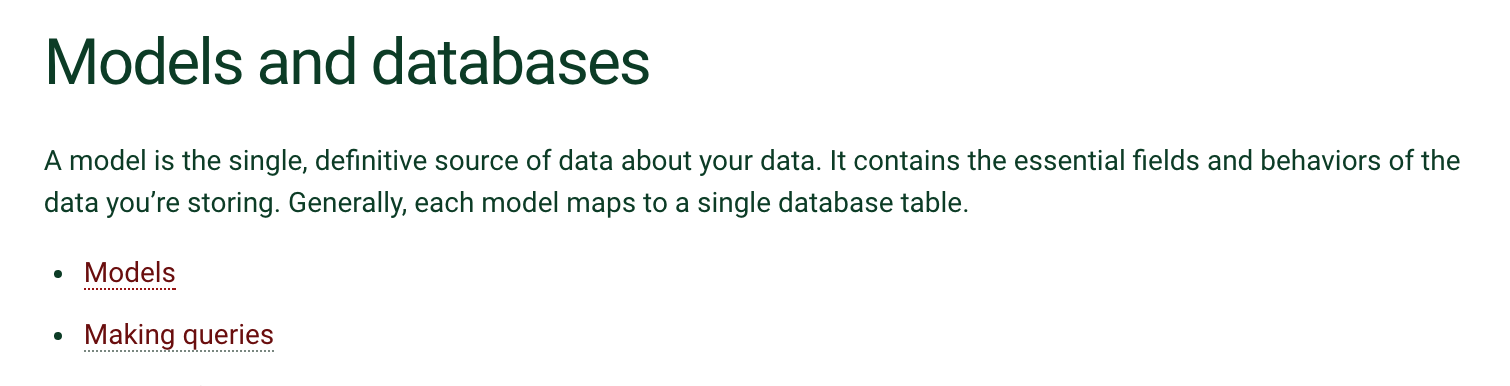 Models and databases
A model is the single, definitive source of data about your data. It contains the essential fields and behaviors of the
data you’re storing. Generally, each model maps to a single database table.
• Models
• Making queries